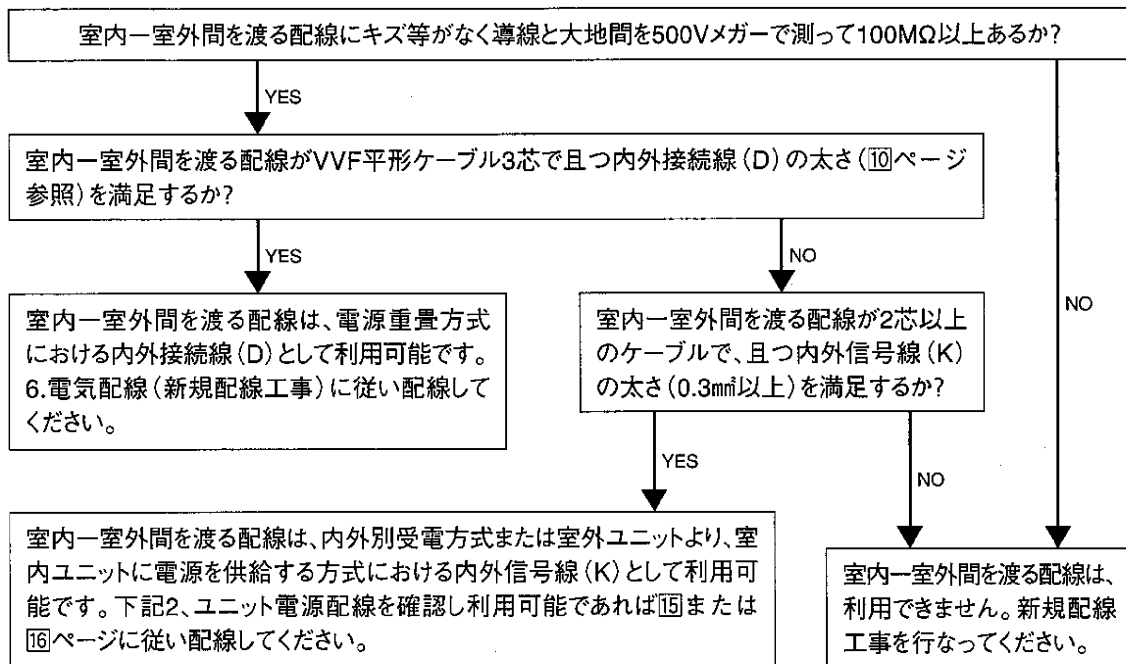 室内ー室外間を渡る配線にキズ等がなく導線と大地間を500Vメガーで測って100MΩ以上あるか?
YES
室内ー室外間を渡る配線がVVF平形ケーブル3芯で且つ内外接続線(D)の太さ(10ページ
参照)を満足するか?
YES
NO
NO
室内ー室外間を渡る配線は、電源重畳方式
における内外接続線(D)として利用可能です。
6.電気配線(新規配線工事)に従い配線して
ください。
室内ー室外間を渡る配線が2芯以上
のケーブルで、且つ内外信号線(K)
の太さ(0.3㎟以上)を満足するか?
YES
NO
室内ー室外間を渡る配線は、内外別受電方式または室外ユニットより、室
内ユニットに電源を供給する方式における内外信号線(K)として利用可
能です。下記2、ユニット電源配線を確認し利用可能であれば15または
16ページに従い配線してください。
室内ー室外間を渡る配線は、
利用できません。新規配線
工事を行なってください。